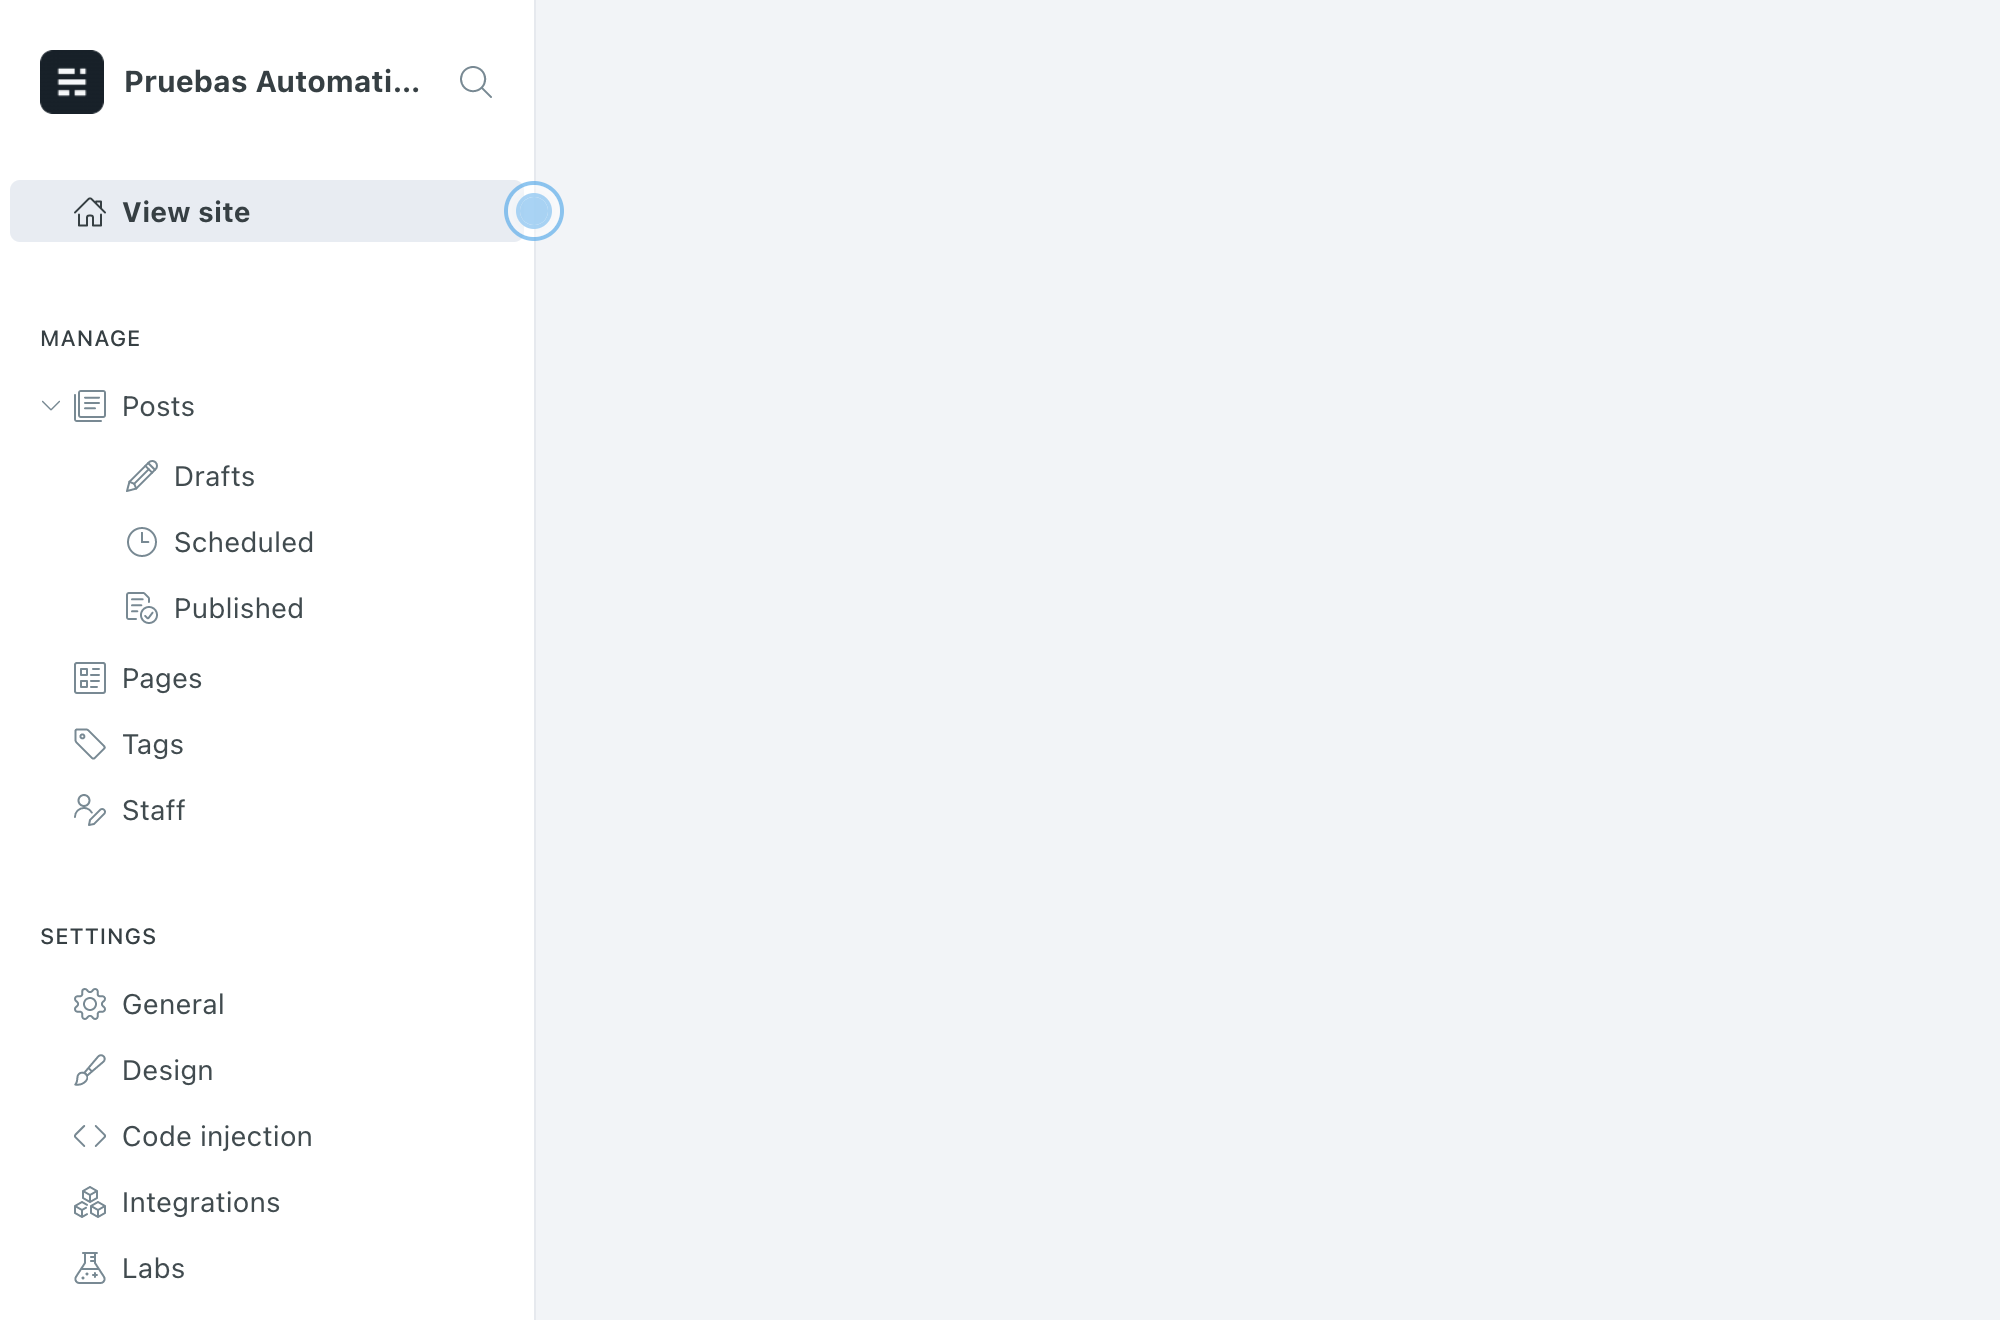 Pruebas Automati...
View site
MANAGE
Posts
Drafts
Scheduled
Published
Pages
Tags
Staff
SETTINGS
General
Design
Code injection
Integrations
Labs